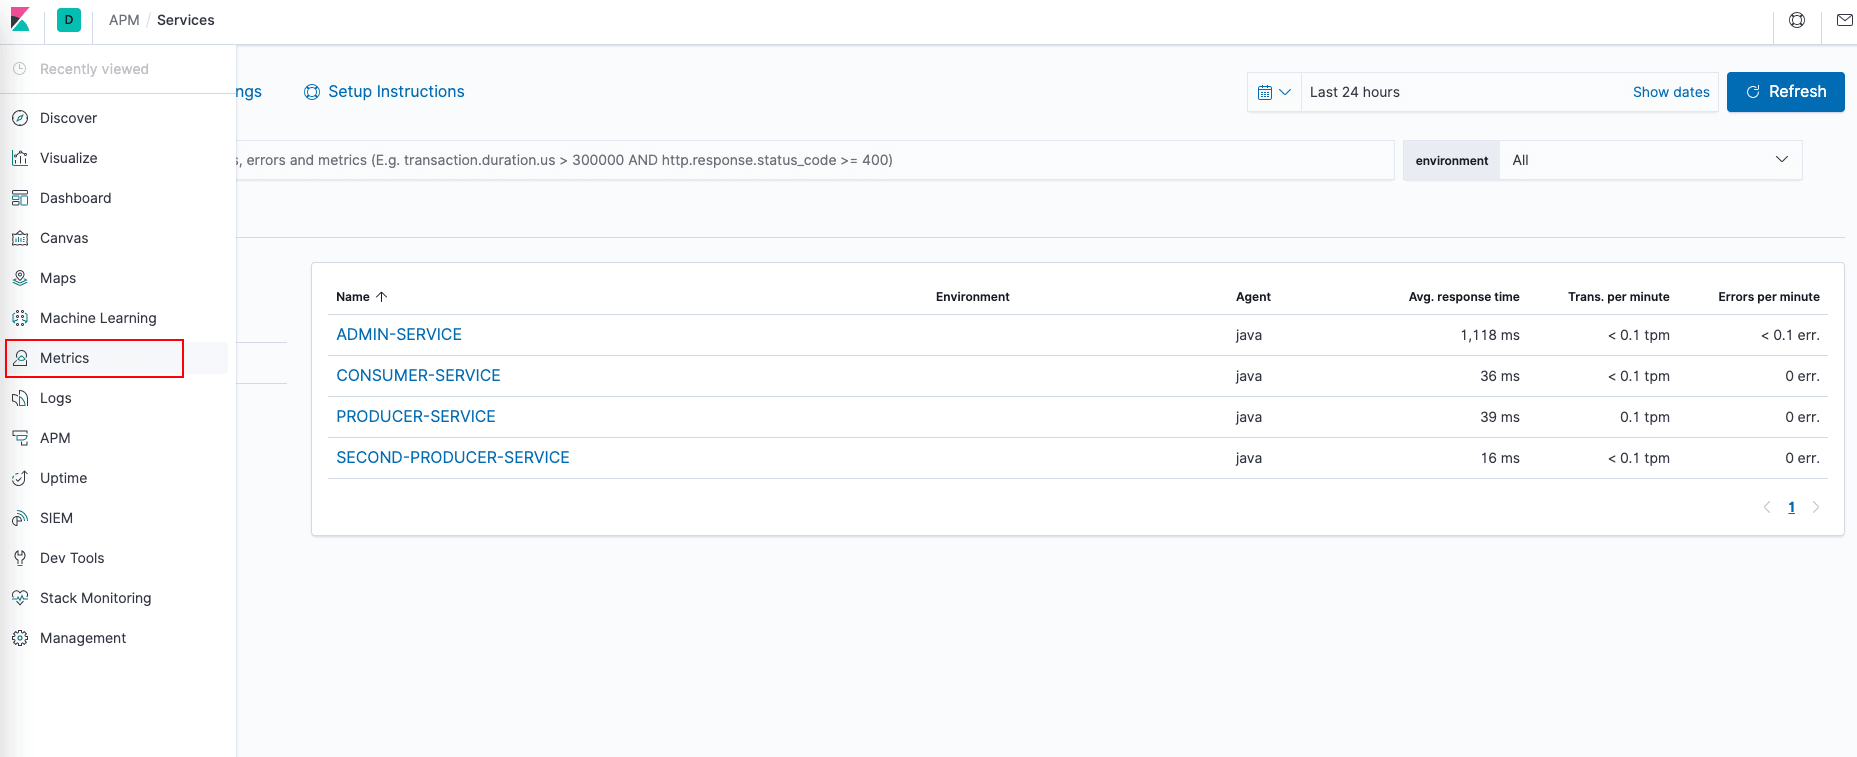 D APM / Services
Recently viewed
Discover
Visualize
Dashboard
Canvas
Maps
Machine Learning
Metrics
Logs
APM
Uptime
SIEM
Dev Tools
Stack Monitoring
Management
ngs Setup Instructions
Last 24 hours Show dates Refresh
s, errors and metrics (E.g. transaction.duration.us > 300000 AND http.response.status_code >= 400) environment All
Name Environment Agent Avg. response time Trans. per minute Errors per minute
ADMIN-SERVICE java 1,118 ms < 0.1 tpm < 0.1 err.
CONSUMER-SERVICE java 36 ms < 0.1 tpm 0 err.
PRODUCER-SERVICE java 39 ms 0.1 tpm 0 err.
SECOND-PRODUCER-SERVICE java 16 ms < 0.1 tpm 0 err.
1